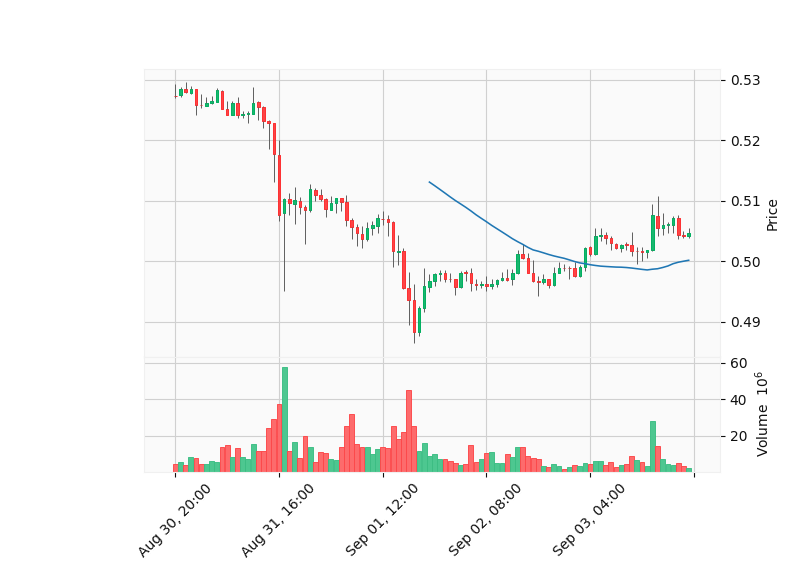 0.53
0.52
0.51
0.50
0.49
Price
60
40
20
Volume 10^6
Aug 30, 20:00
Aug 31, 16:00
Sep 01, 12:00
Sep 02, 08:00
Sep 03, 04:00